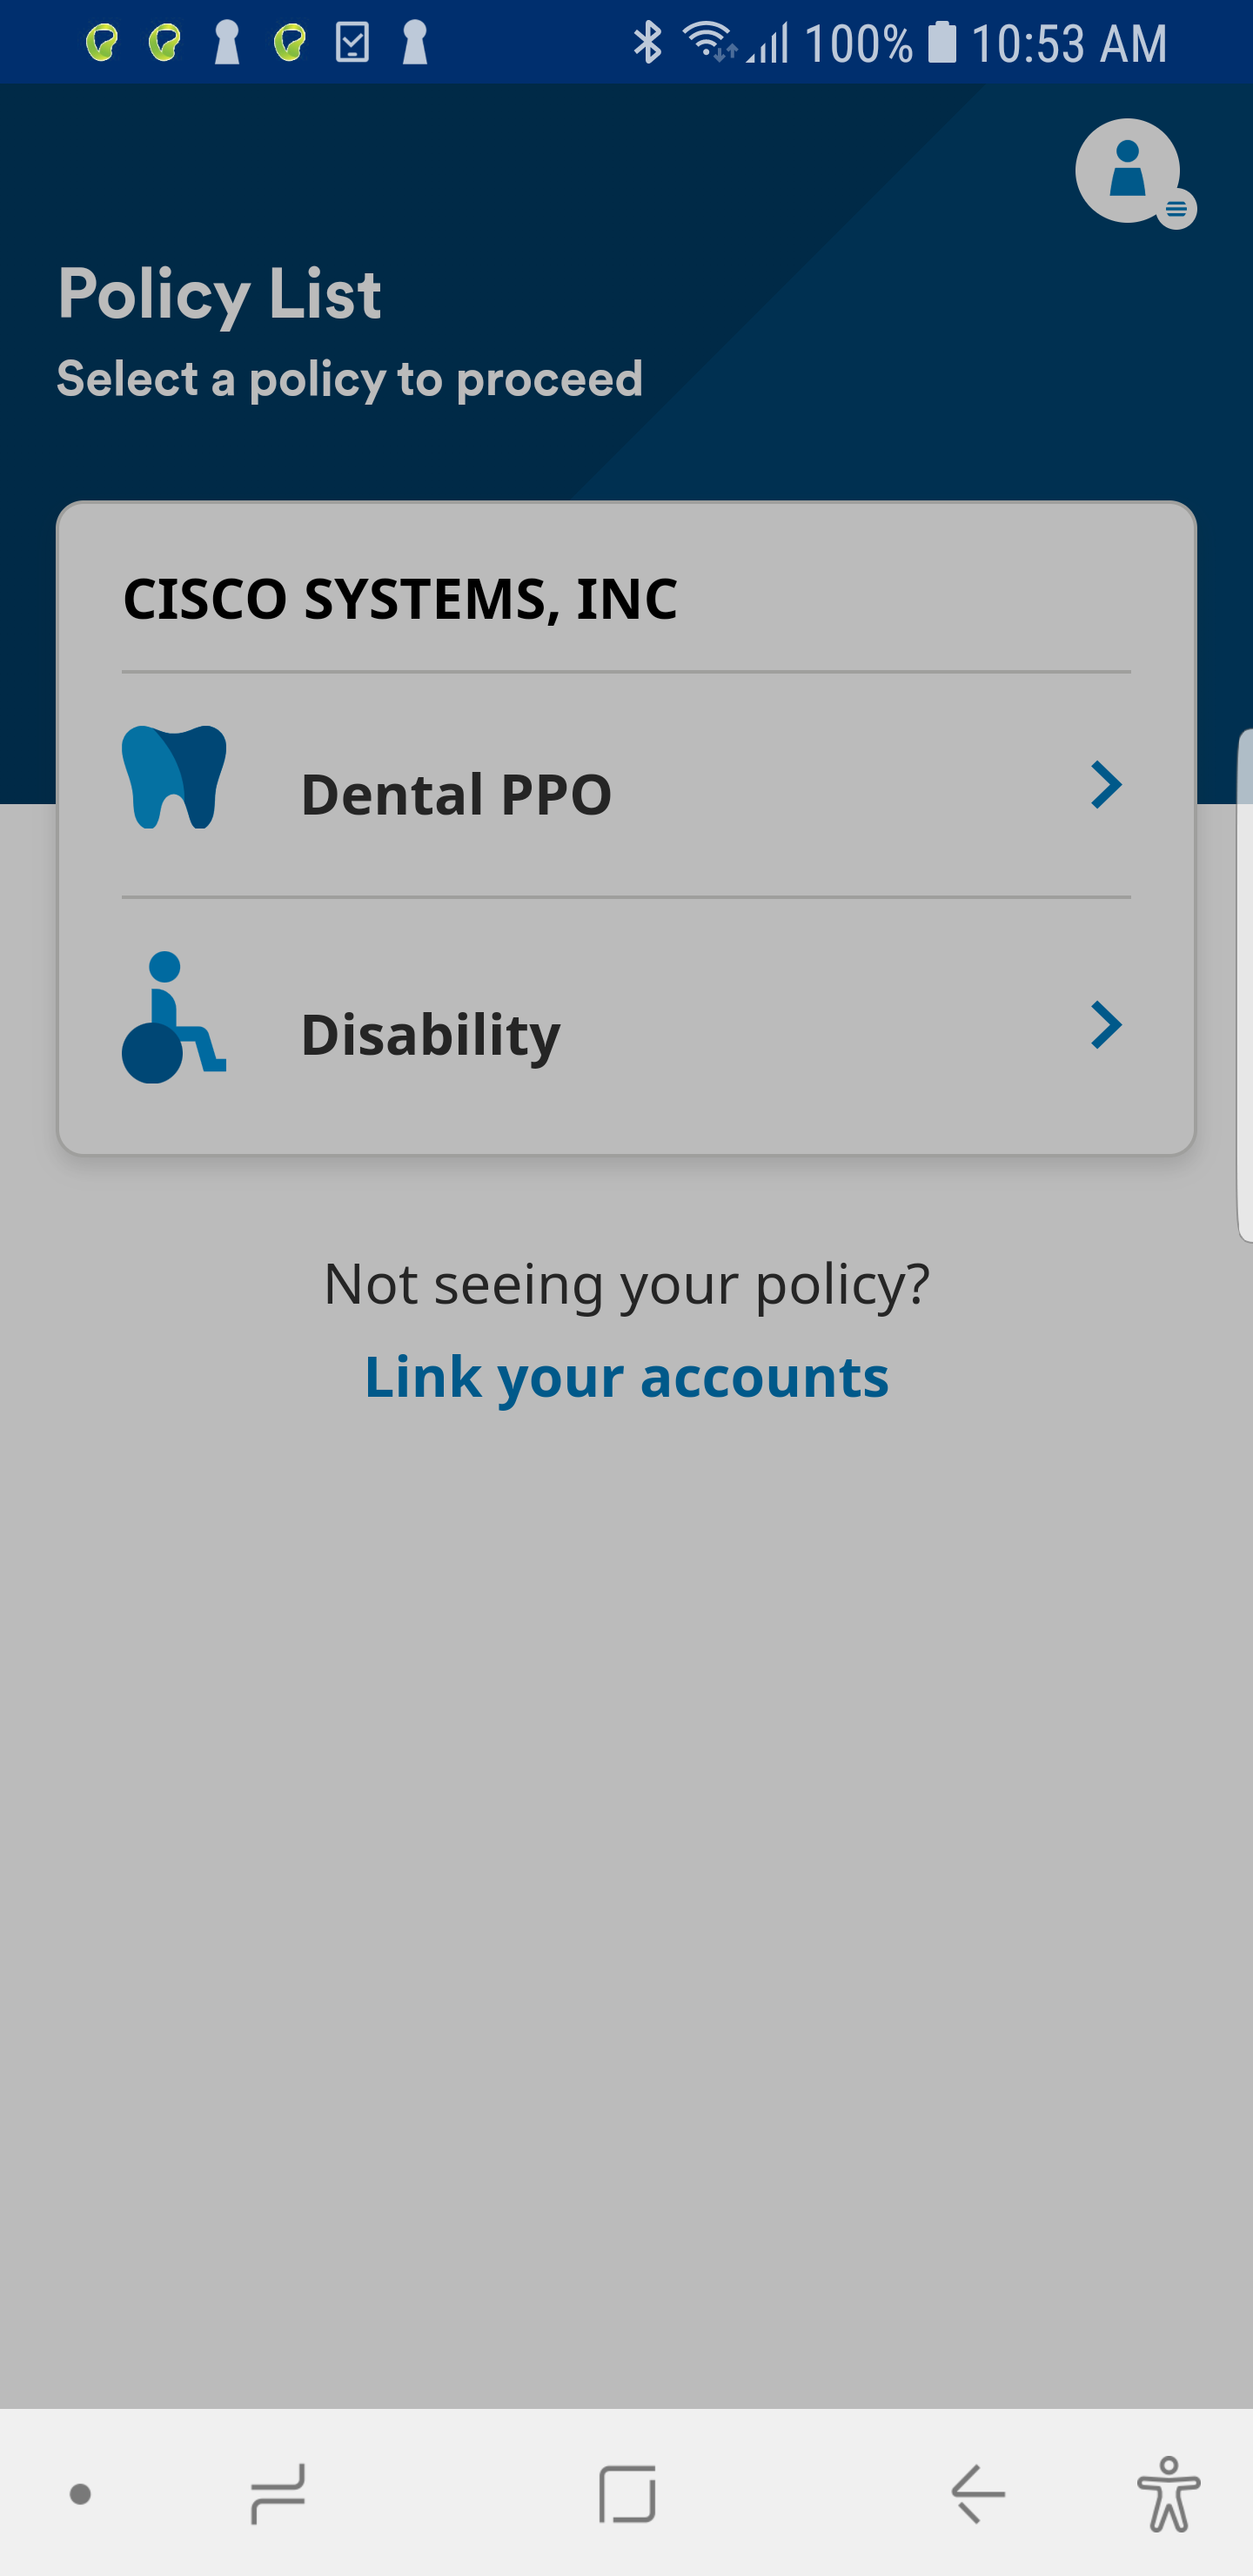 100% 10:53 AM
Policy List
Select a policy to proceed
CISCO SYSTEMS, INC
Dental PPO
Disability
Not seeing your policy?
Link your accounts